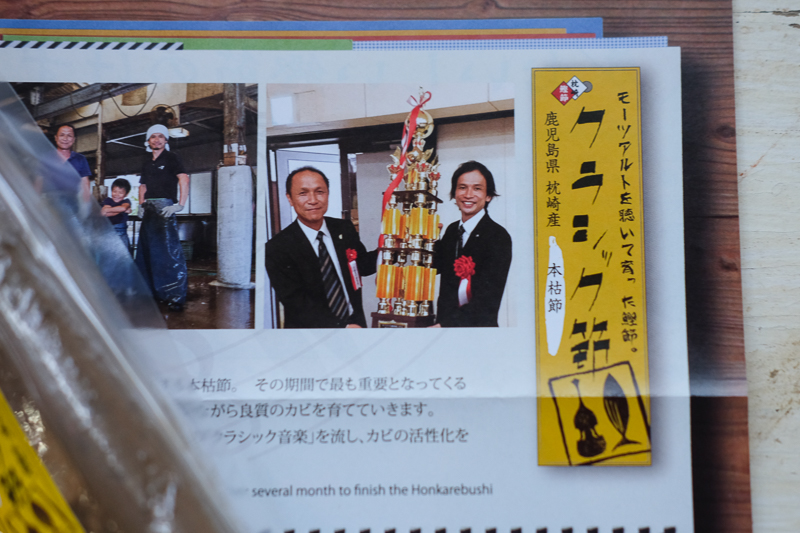 枕崎
鰹節
モーツアルトを聴いて育った鰹節。
クラシック節
鹿児島県 枕崎産
本枯節
本枯節。 その期間で最も重要となってくる
がら良質のカビを育てていきます。
ラシック音楽」を流し、カビの活性化を
several month to finish the Honkarebushi